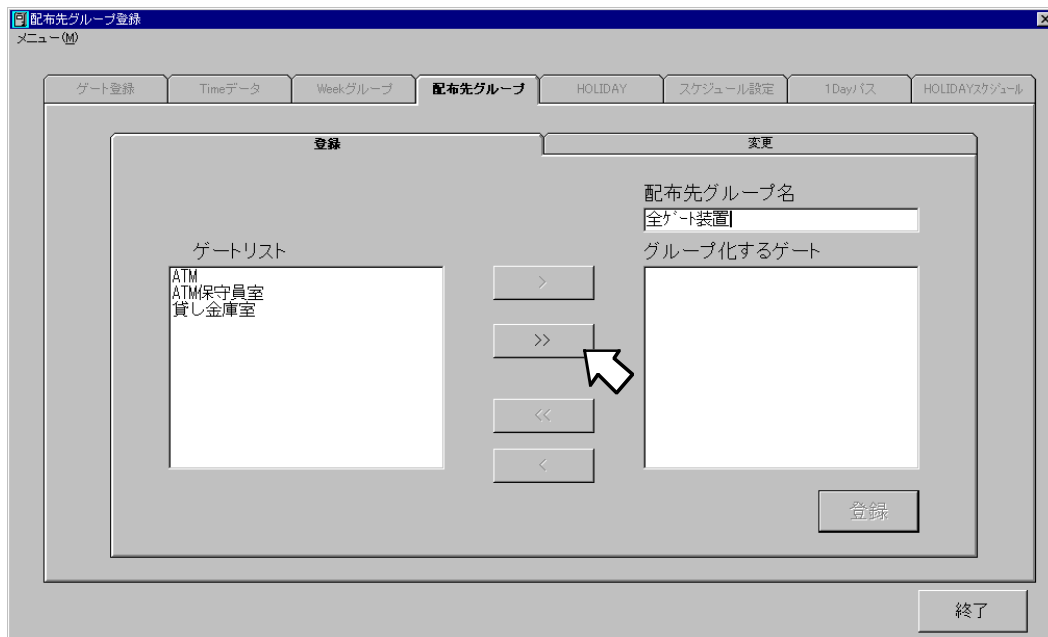 配布先グループ登録
メニュー(M)
ゲート登録 Timeデータ Weekグループ 配布先グループ HOLIDAY スケジュール設定 1Dayパス HOLIDAYスケジュール
登録 変更
配布先グループ名
全ゲート装置
ゲートリスト グループ化するゲート
ATM
ATM保守員室
貸し金庫室
>
>>
<<
<
登録
終了